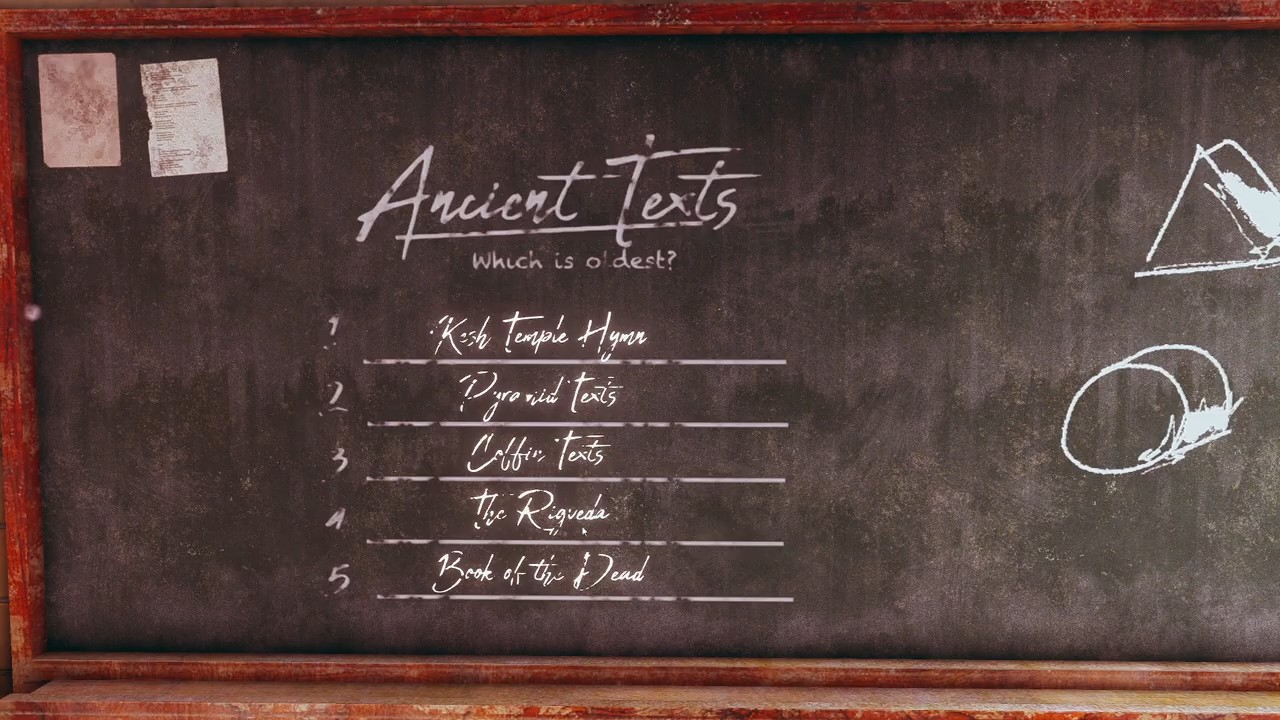 Ancient Texts
Which is oldest?
1 Kesh Temple Hymn
2 Pyramid Texts
3 Coffin Texts
4 the Rigveda
5 Book of the Dead